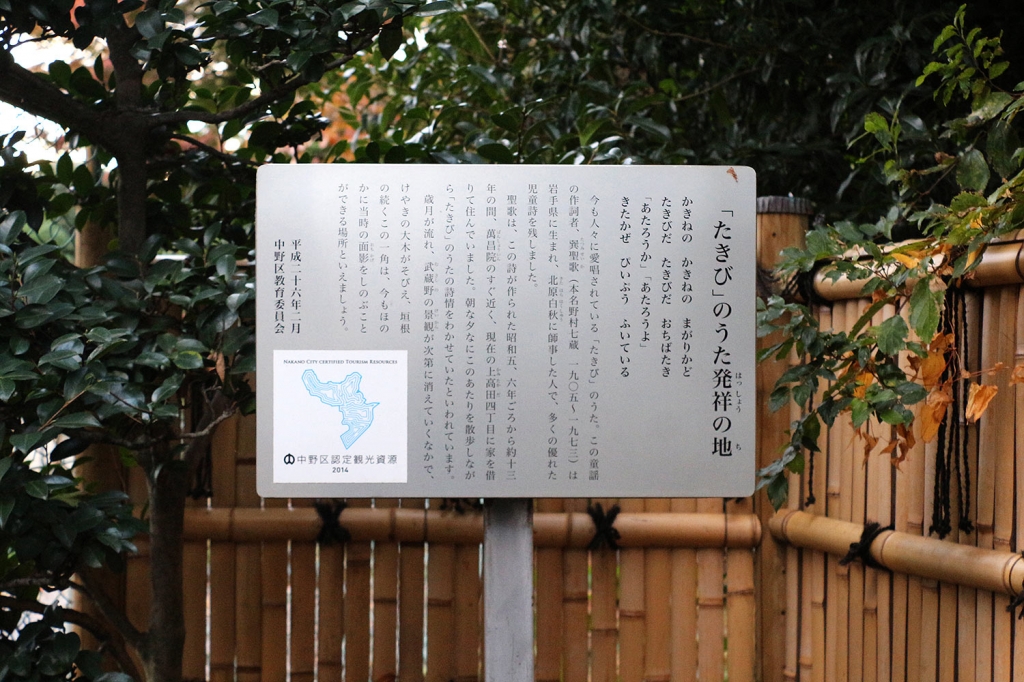 「たきび」のうた発祥の地
はっしょう
ち
かきねの　かきねの　まがりかど
たきびだ　たきびだ　おちばたき
「あたろうか」「あたろうよ」
きたかぜ　ぴいぷう　ふいている
今も人々に愛唱されている「たきび」のうた。この童謡
の作詞者、巽聖歌（本名野村七蔵　一九〇五～一九七三）は
岩手県に生まれ、北原白秋に師事した人で、多くの優れた
児童詩を残しました。
聖歌は、この詩が作られた昭和五、六年ごろから約十三
年の間、萬昌院のすぐ近く、現在の上高田四丁目に家を借
りて住んでいました。朝な夕なにこのあたりを散歩しなが
ら「たきび」のうたの詩情をわかせていたといわれています。
歳月が流れ、武蔵野の景観が次第に消えていくなかで、
けやきの大木がそびえ、垣根
の続くこの一角は、今もほの
かに当時の面影をしのぶこと
ができる場所といえましょう。
平成二十六年二月
中野区教育委員会
NAKANO CITY CERTIFIED TOURISM RESOURCES
中野区認定観光資源
2014